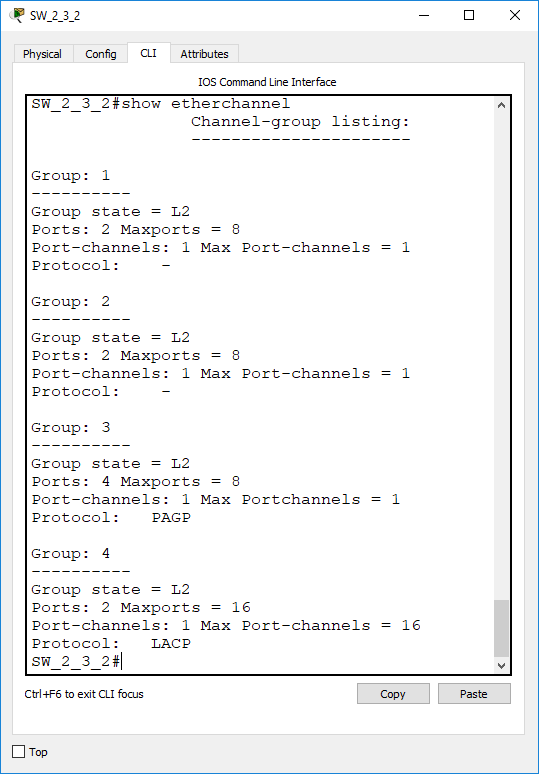 SW_2_3_2
Physical Config CLI Attributes
IOS Command Line Interface
SW_2_3_2#show etherchannel
Channel-group listing:
----------------------
Group: 1
----------
Group state = L2
Ports: 2 Maxports = 8
Port-channels: 1 Max Port-channels = 1
Protocol: -
Group: 2
----------
Group state = L2
Ports: 2 Maxports = 8
Port-channels: 1 Max Port-channels = 1
Protocol: -
Group: 3
----------
Group state = L2
Ports: 4 Maxports = 8
Port-channels: 1 Max Portchannels = 1
Protocol: PAGP
Group: 4
----------
Group state = L2
Ports: 2 Maxports = 16
Port-channels: 1 Max Port-channels = 16
Protocol: LACP
SW_2_3_2#
Ctrl+F6 to exit CLI focus
Copy Paste
Top